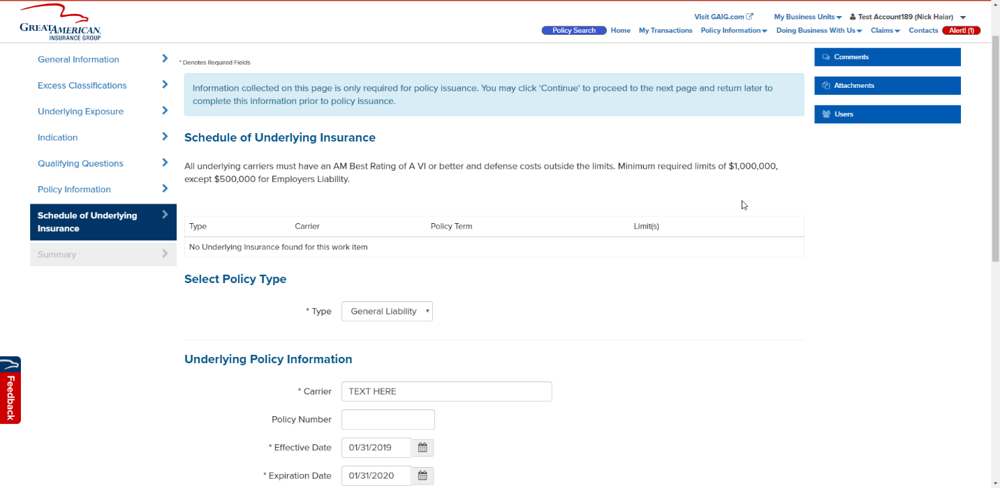 GREATAMERICAN.
INSURANCE GROUP
Visit GAIG.com My Business Units Test Account189 (Nick Haiar)
Policy Search Home My Transactions Policy Information Doing Business With Us Claims Contacts Alert! (1)
General Information
Excess Classifications
Underlying Exposure
Indication
Qualifying Questions
Policy Information
Schedule of Underlying
Insurance
Summary
* Denotes Required Fields
Information collected on this page is only required for policy issuance. You may click 'Continue' to proceed to the next page and return later to
complete this information prior to policy issuance.
Schedule of Underlying Insurance
All underlying carriers must have an AM Best Rating of A VI or better and defense costs outside the limits. Minimum required limits of $1,000,000,
except $500,000 for Employers Liability.
Type Carrier Policy Term Limit(s)
No Underlying Insurance found for this work item
Select Policy Type
* Type General Liability
Underlying Policy Information
* Carrier TEXT HERE
Policy Number
* Effective Date 01/31/2019
* Expiration Date 01/31/2020
Comments
Attachments
Users
Feedback